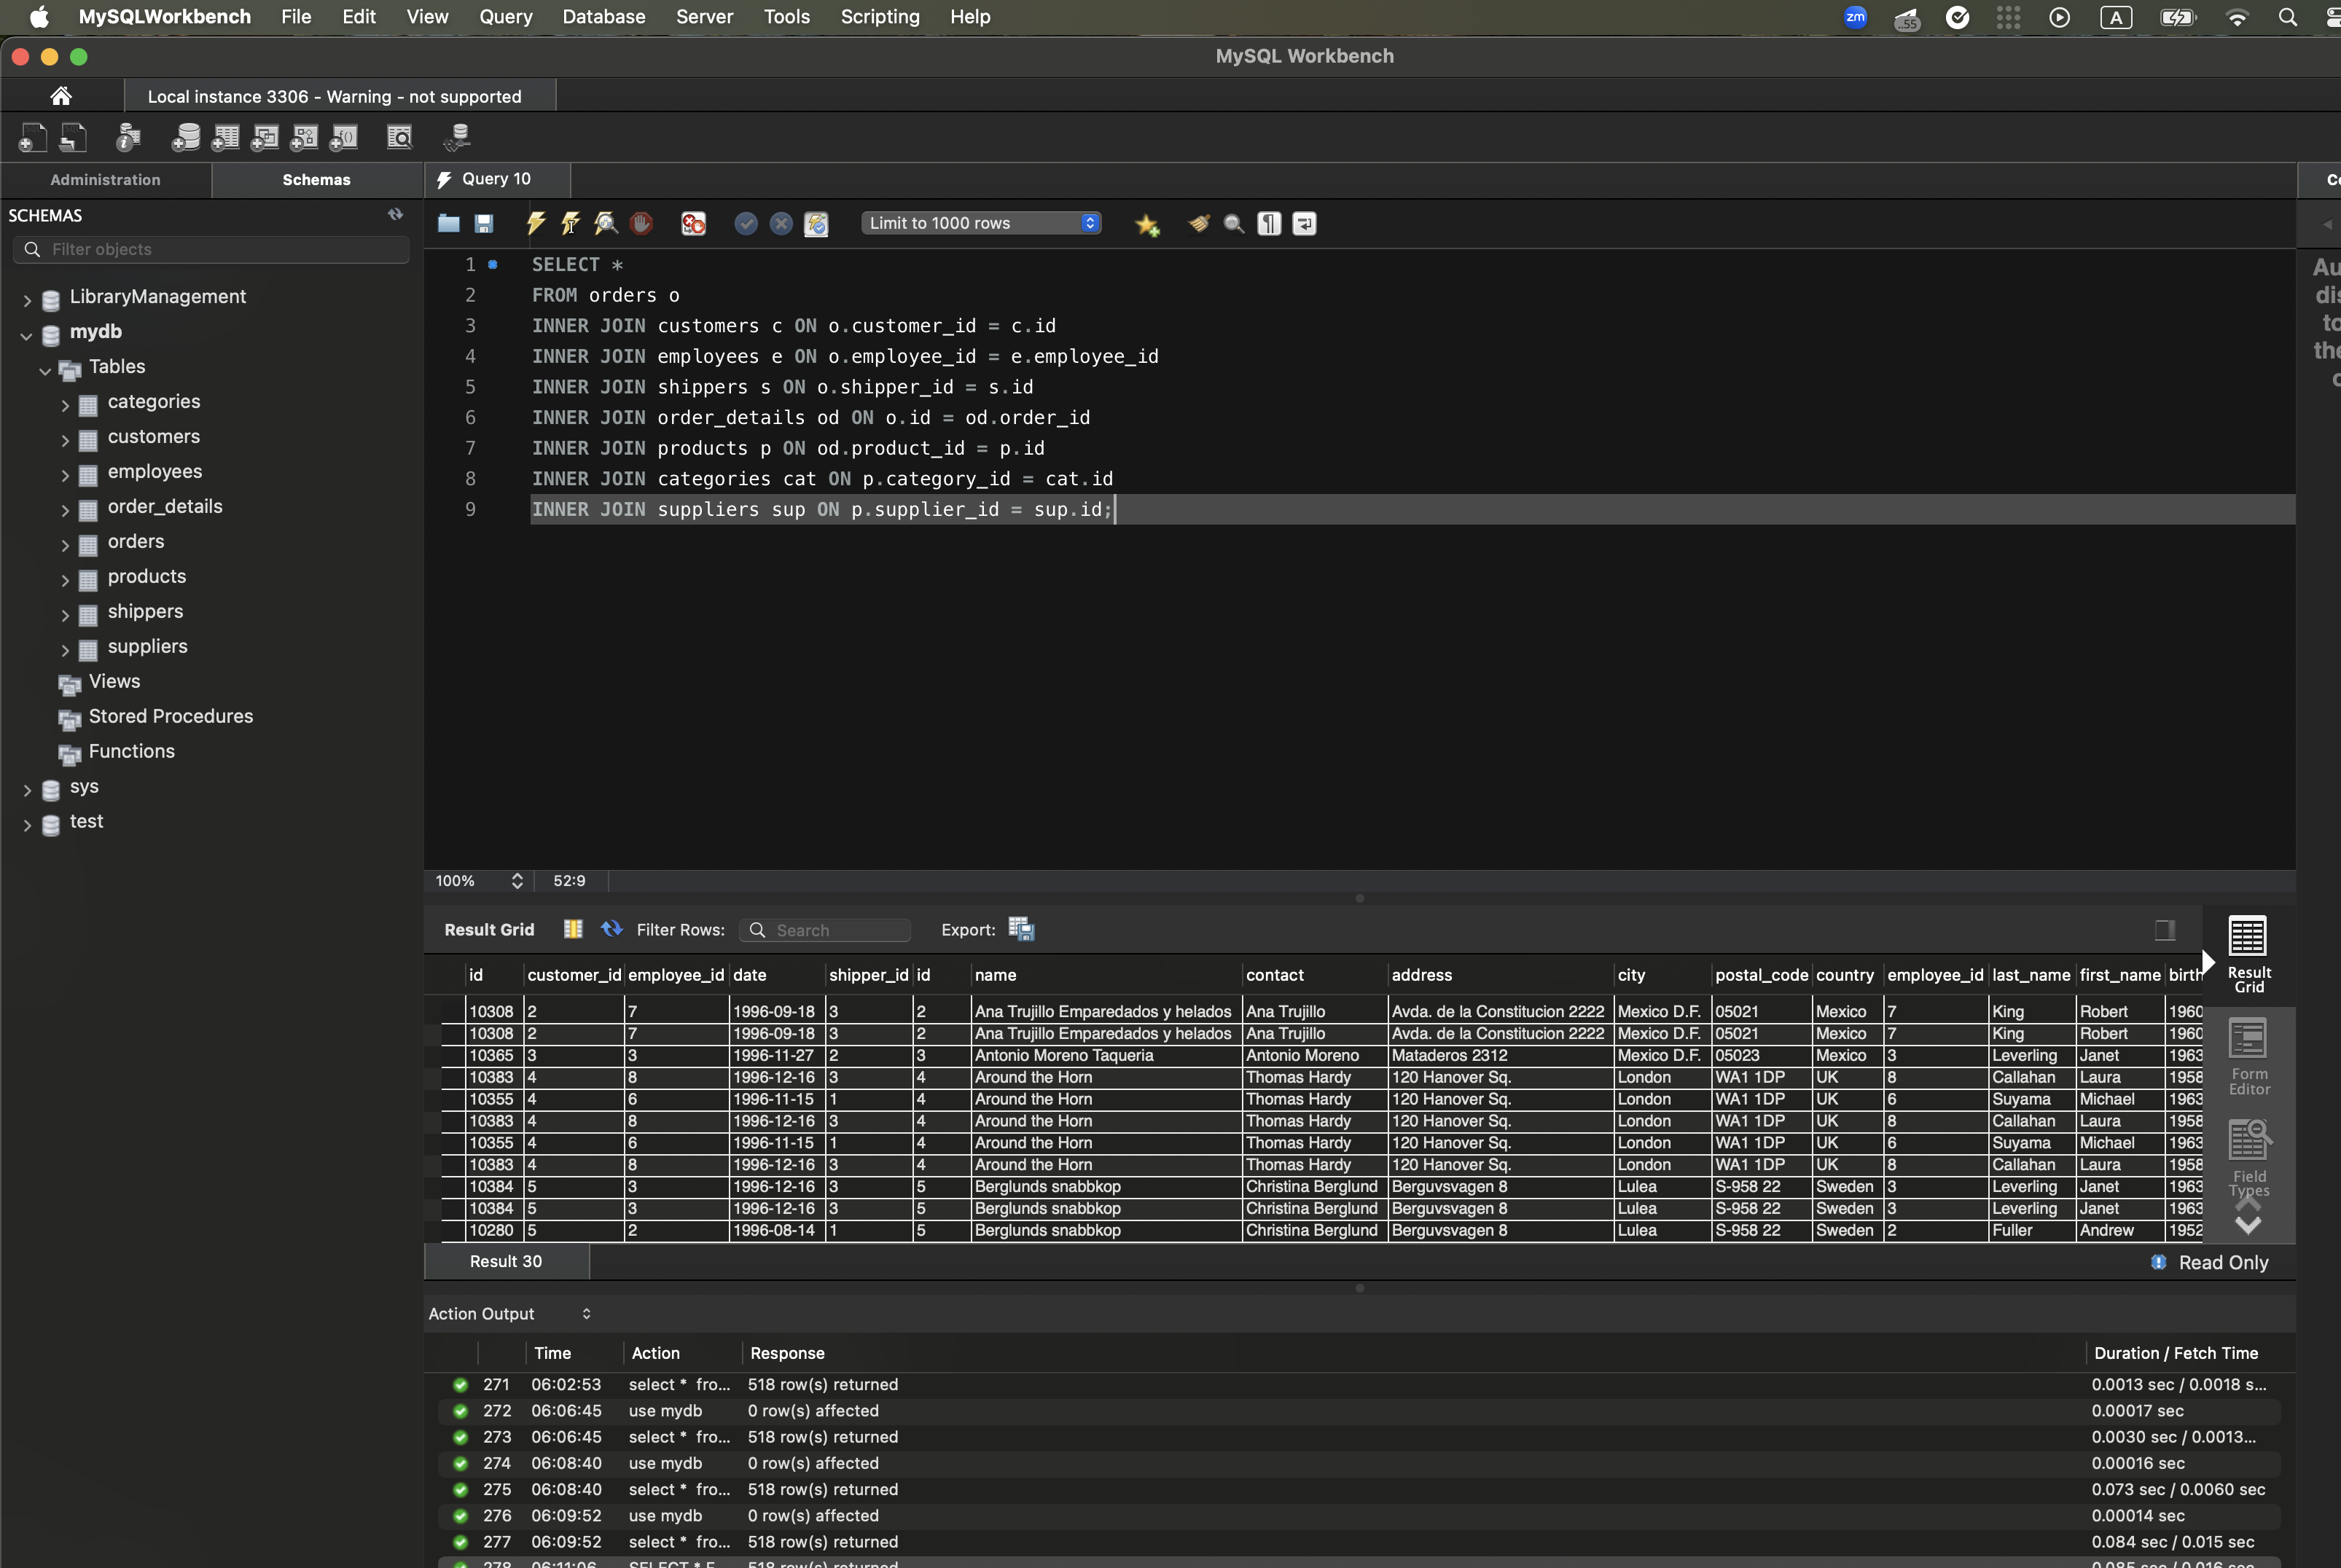 MySQLWorkbench File Edit View Query Database Server Tools Scripting Help
zm 55 A
MySQL Workbench
Local instance 3306 - Warning - not supported
Administration Schemas Query 10
SCHEMAS
Filter objects
LibraryManagement
mydb
Tables
categories
customers
employees
order_details
orders
products
shippers
suppliers
Views
Stored Procedures
Functions
sys
test
Limit to 1000 rows
1 SELECT *
2 FROM orders o
3 INNER JOIN customers c ON o.customer_id = c.id
4 INNER JOIN employees e ON o.employee_id = e.employee_id
5 INNER JOIN shippers s ON o.shipper_id = s.id
6 INNER JOIN order_details od ON o.id = od.order_id
7 INNER JOIN products p ON od.product_id = p.id
8 INNER JOIN categories cat ON p.category_id = cat.id
9 INNER JOIN suppliers sup ON p.supplier_id = sup.id;
100% 52:9
Result Grid Filter Rows: Search Export:
id customer_id employee_id date shipper_id id name contact address city postal_code country employee_id last_name first_name birth
10308 2 7 1996-09-18 3 2 Ana Trujillo Emparedados y helados Ana Trujillo Avda. de la Constitucion 2222 Mexico D.F. 05021 Mexico 7 King Robert 1960
10308 2 7 1996-09-18 3 2 Ana Trujillo Emparedados y helados Ana Trujillo Avda. de la Constitucion 2222 Mexico D.F. 05021 Mexico 7 King Robert 1960
10365 3 3 1996-11-27 2 3 Antonio Moreno Taqueria Antonio Moreno Mataderos 2312 Mexico D.F. 05023 Mexico 3 Leverling Janet 1963
10383 4 8 1996-12-16 3 4 Around the Horn Thomas Hardy 120 Hanover Sq. London WA1 1DP UK 8 Callahan Laura 1958
10355 4 6 1996-11-15 1 4 Around the Horn Thomas Hardy 120 Hanover Sq. London WA1 1DP UK 6 Suyama Michael 1963
10383 4 8 1996-12-16 3 4 Around the Horn Thomas Hardy 120 Hanover Sq. London WA1 1DP UK 8 Callahan Laura 1958
10355 4 6 1996-11-15 1 4 Around the Horn Thomas Hardy 120 Hanover Sq. London WA1 1DP UK 6 Suyama Michael 1963
10383 4 8 1996-12-16 3 4 Around the Horn Thomas Hardy 120 Hanover Sq. London WA1 1DP UK 8 Callahan Laura 1958
10384 5 3 1996-12-16 3 5 Berglunds snabbkop Christina Berglund Berguvsvagen 8 Lulea S-958 22 Sweden 3 Leverling Janet 1963
10384 5 3 1996-12-16 3 5 Berglunds snabbkop Christina Berglund Berguvsvagen 8 Lulea S-958 22 Sweden 3 Leverling Janet 1963
10280 5 2 1996-08-14 1 5 Berglunds snabbkop Christina Berglund Berguvsvagen 8 Lulea S-958 22 Sweden 2 Fuller Andrew 1952
Result
Grid
Form
Editor
Field
Types
Result 30 Read Only
Action Output
Time Action Response Duration / Fetch Time
271 06:02:53 select * fro... 518 row(s) returned 0.0013 sec / 0.0018 s...
272 06:06:45 use mydb 0 row(s) affected 0.00017 sec
273 06:06:45 select * fro... 518 row(s) returned 0.0030 sec / 0.0013...
274 06:08:40 use mydb 0 row(s) affected 0.00016 sec
275 06:08:40 select * fro... 518 row(s) returned 0.073 sec / 0.0060 sec
276 06:09:52 use mydb 0 row(s) affected 0.00014 sec
277 06:09:52 select * fro... 518 row(s) returned 0.084 sec / 0.015 sec